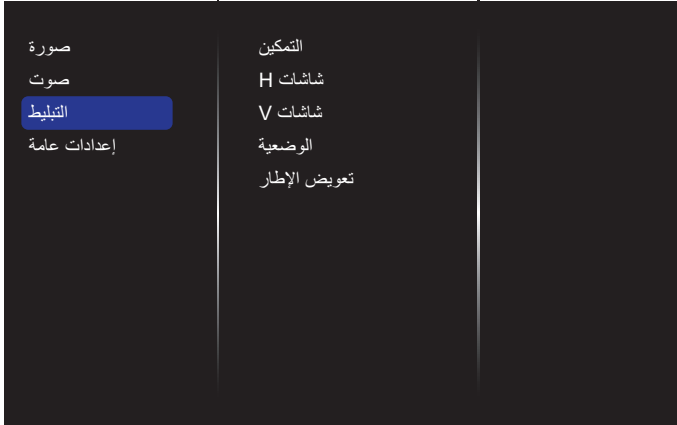 صورة
صوت
التبليط
إعدادات عامة
التمكين
شاشات H
شاشات V
الوضعية
تعويض الإطار